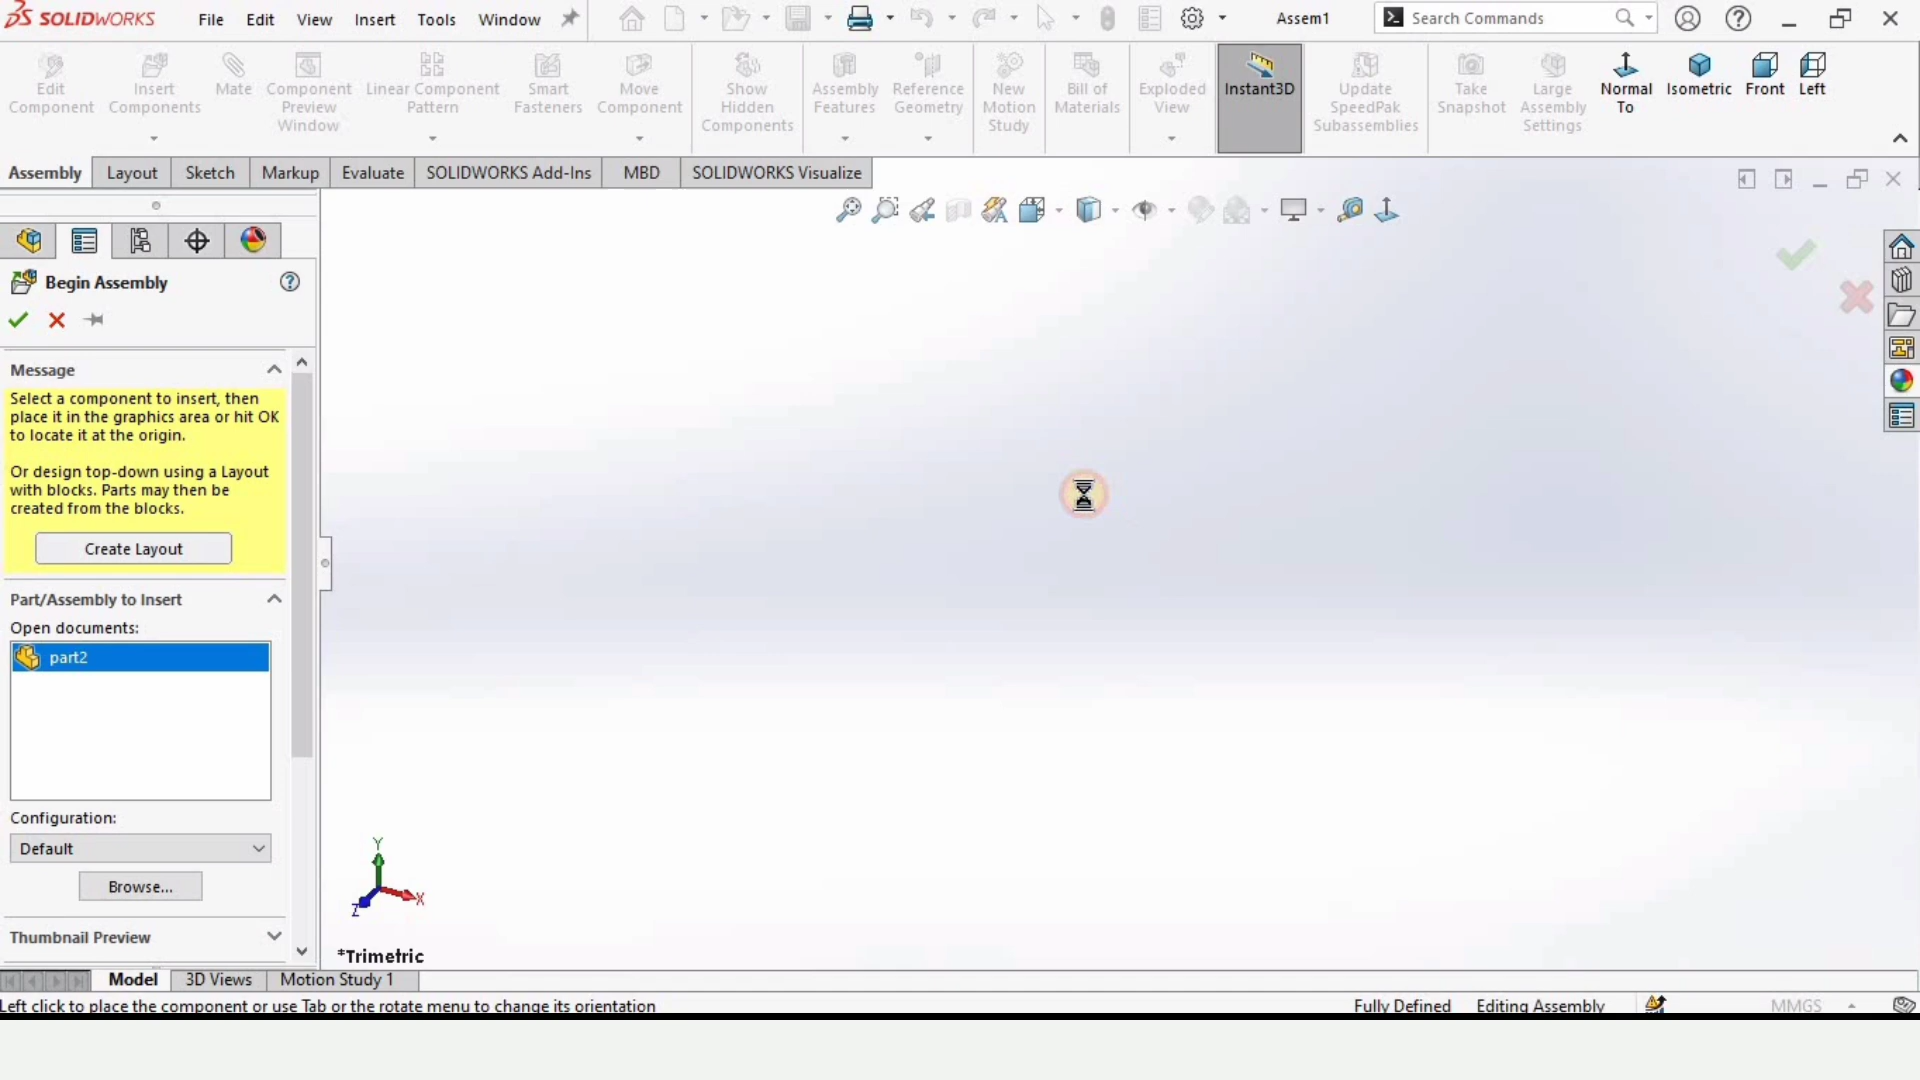 SOLIDWORKS File Edit View Insert Tools Window Assem1 Search Commands
Edit Component
Insert Components
Mate
Component Preview Window
Linear Component Pattern
Smart Fasteners
Move Component
Show Hidden Components
Assembly Features
Reference Geometry
New Motion Study
Bill of Materials
Exploded View
Instant3D
Update SpeedPak Subassemblies
Take Snapshot
Large Assembly Settings
Normal To
Isometric
Front
Left
Assembly Layout Sketch Markup Evaluate SOLIDWORKS Add-Ins MBD SOLIDWORKS Visualize
Begin Assembly
Message
Select a component to insert, then
place it in the graphics area or hit OK
to locate it at the origin.
Or design top-down using a Layout
with blocks. Parts may then be
created from the blocks.
Create Layout
Part/Assembly to Insert
Open documents:
part2
Configuration:
Default
Browse...
Thumbnail Preview
Y
X
Z
*Trimetric
Model 3D Views Motion Study 1
Left click to place the component or use Tab or the rotate menu to change its orientation Fully Defined Editing Assembly MMGS